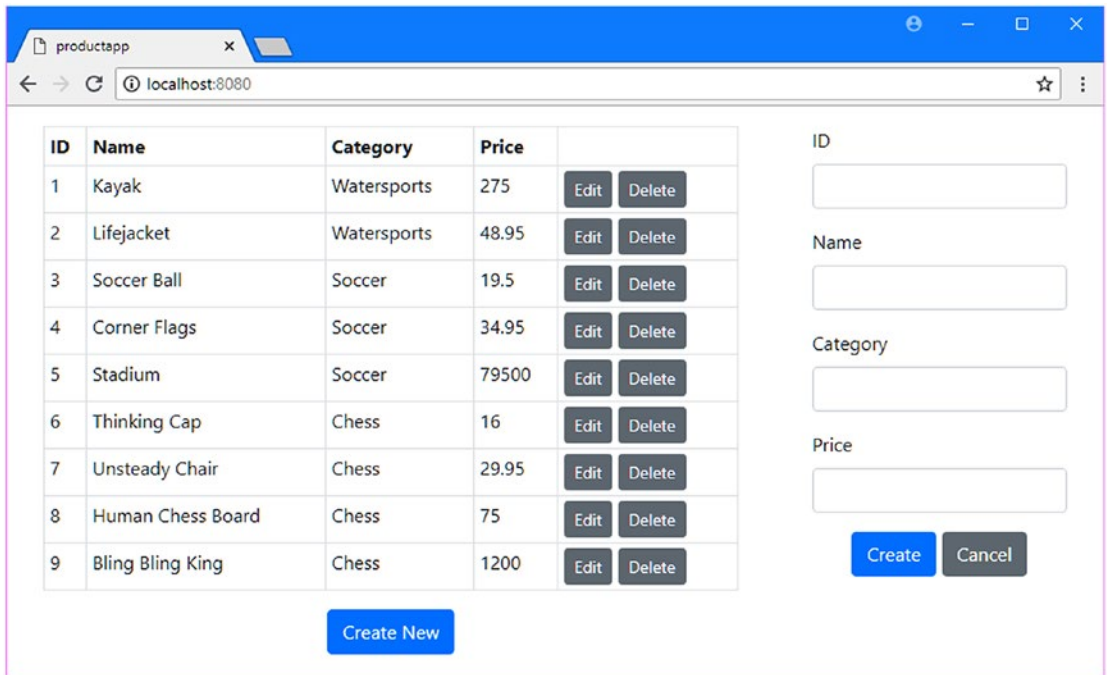 productapp
localhost:8080
ID Name Category Price
1 Kayak Watersports 275 Edit Delete
2 Lifejacket Watersports 48.95 Edit Delete
3 Soccer Ball Soccer 19.5 Edit Delete
4 Corner Flags Soccer 34.95 Edit Delete
5 Stadium Soccer 79500 Edit Delete
6 Thinking Cap Chess 16 Edit Delete
7 Unsteady Chair Chess 29.95 Edit Delete
8 Human Chess Board Chess 75 Edit Delete
9 Bling Bling King Chess 1200 Edit Delete
Create New
ID
Name
Category
Price
Create Cancel